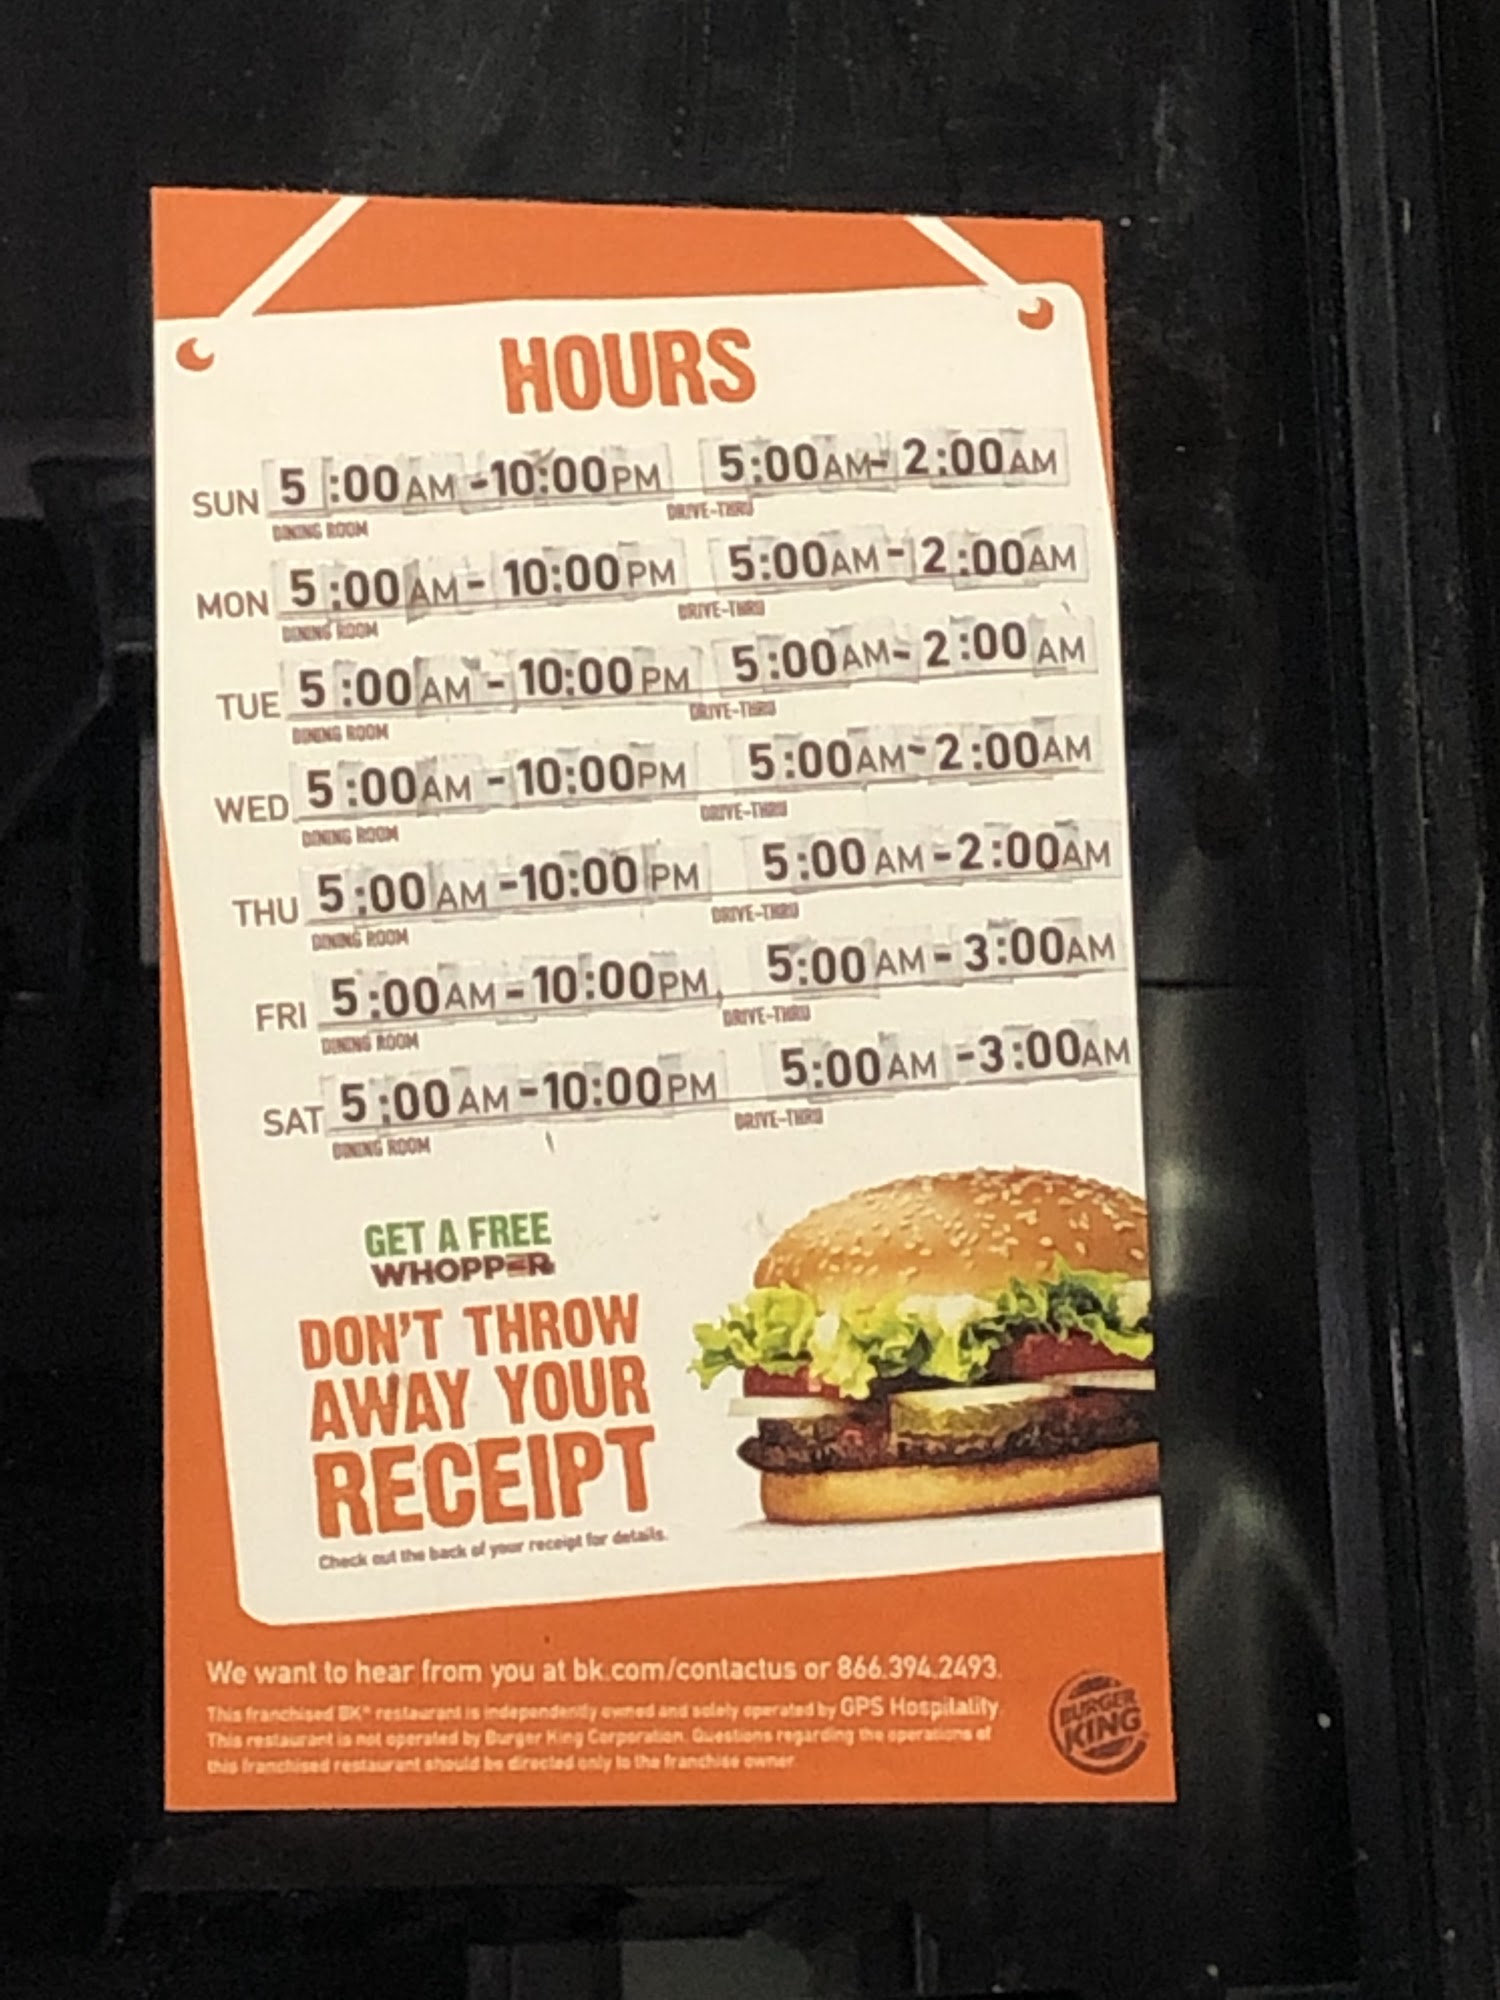 HOURS
SUN 5:00AM-10:00PM 5:00AM-2:00AM
DINING ROOM DRIVE-THRU
MON 5:00AM-10:00PM 5:00AM-2:00AM
DINING ROOM DRIVE-THRU
TUE 5:00AM-10:00PM 5:00AM-2:00AM
DINING ROOM DRIVE-THRU
WED 5:00AM-10:00PM 5:00AM-2:00AM
DINING ROOM DRIVE-THRU
THU 5:00AM-10:00PM 5:00AM-2:00AM
DINING ROOM DRIVE-THRU
FRI 5:00AM-10:00PM 5:00AM-3:00AM
DINING ROOM DRIVE-THRU
SAT 5:00AM-10:00PM 5:00AM-3:00AM
DINING ROOM DRIVE-THRU
GET A FREE
WHOPPER
DON'T THROW
AWAY YOUR
RECEIPT
Check out the back of your receipt for details.
We want to hear from you at bk.com/contactus or 866.394.2493.
This franchised BK® restaurant is independently owned and solely operated by GPS Hospitality
This restaurant is not operated by Burger King Corporation. Questions regarding the operations of
this franchised restaurant should be directed only to the franchise owner.
BURGER
KING